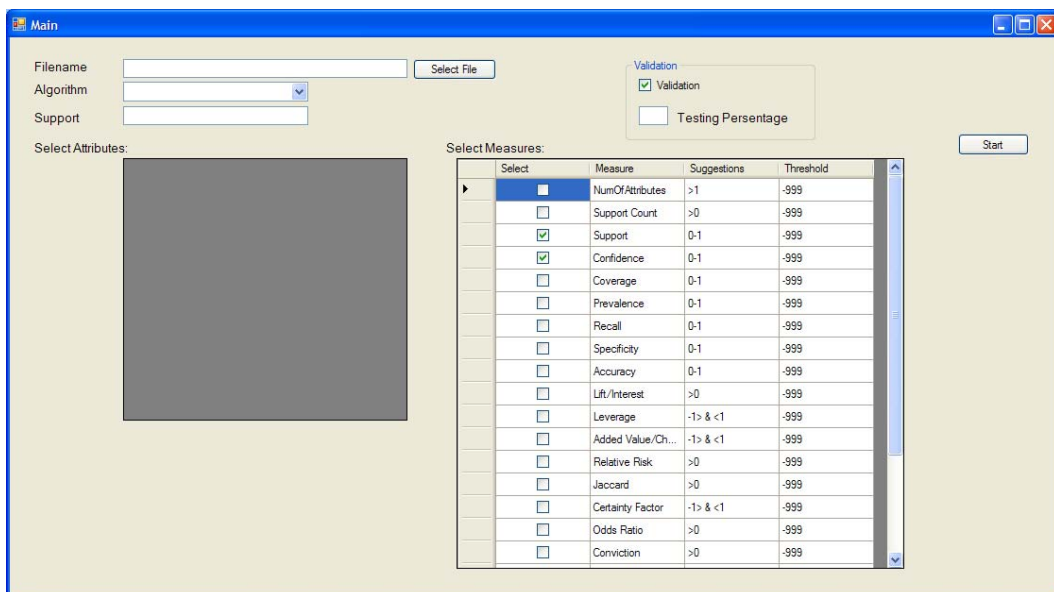 Main
Filename
Select File
Algorithm
Support
Validation
Validation
Testing Persentage
Start
Select Attributes:
Select Measures:
Select Measure Suggestions Threshold
NumOfAttributes >1 -999
Support Count >0 -999
Support 0-1 -999
Confidence 0-1 -999
Coverage 0-1 -999
Prevalence 0-1 -999
Recall 0-1 -999
Specificity 0-1 -999
Accuracy 0-1 -999
Lift/Interest >0 -999
Leverage -1> & <1 -999
Added Value/Ch... -1> & <1 -999
Relative Risk >0 -999
Jaccard >0 -999
Certainty Factor -1> & <1 -999
Odds Ratio >0 -999
Conviction >0 -999